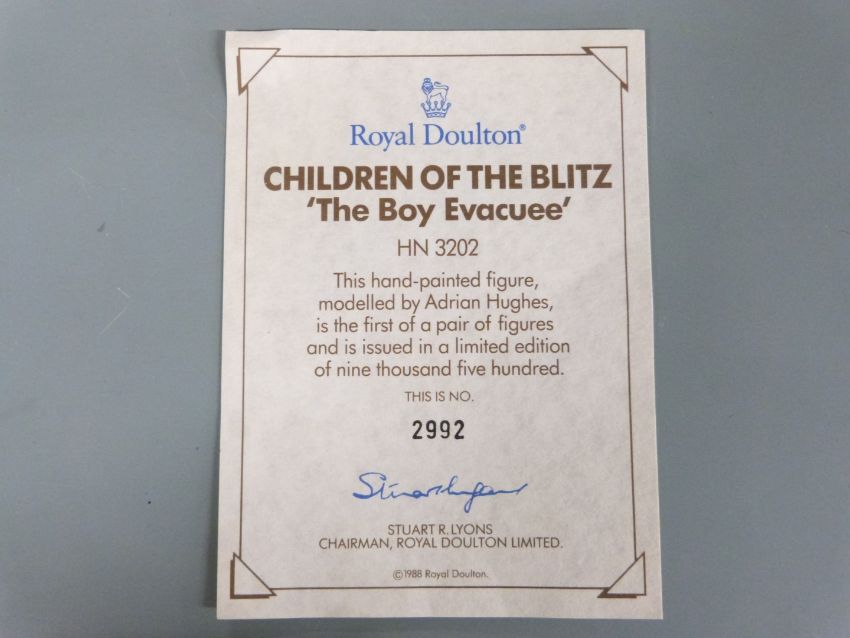 Royal Doulton®
CHILDREN OF THE BLITZ
'The Boy Evacuee'
HN 3202
This hand-painted figure,
modelled by Adrian Hughes,
is the first of a pair of figures
and is issued in a limited edition
of nine thousand five hundred.
THIS IS NO.
2992
STUART R. LYONS
CHAIRMAN, ROYAL DOULTON LIMITED.
©1988 Royal Doulton.